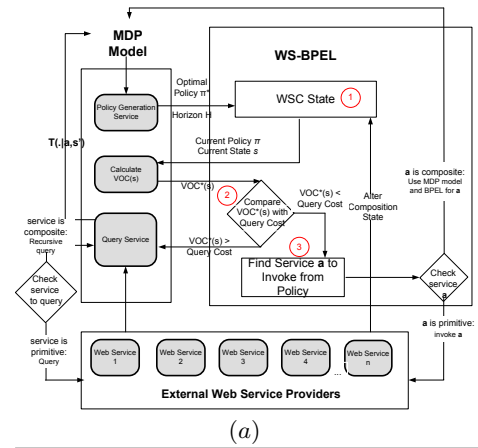 MDP
Model
WS-BPEL
Optimal
Policy π*
Horizon H
WSC State
1
Policy Generation
Service
T(.|a,s')
Current Policy π
Current State s
Calculate
VOC(s)
VOC*(s)
2
VOC*(s) <
Query Cost
Compare
VOC*(s) with
Query Cost
Alter
Composition
State
a is composite:
Use MDP model
and BPEL for a
service is
composite:
Recursive
query
Query Service
VOC*(s) >
Query Cost
3
Find Service a to
Invoke from
Policy
Check
service
a
Check
service
to query
service is
primitive:
Query
a is primitive:
invoke a
Web Service
1
Web Service
2
Web Service
3
Web Service
4
...
Web Service
n
External Web Service Providers
(a)